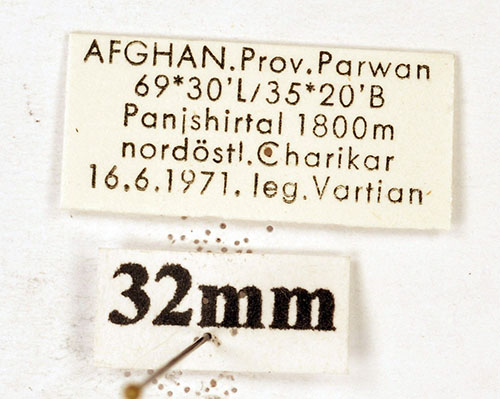 AFGHAN.Prov.Parwan
69*30'L/35*20'B
Panjshirtal 1800m
nordöstl.Charikar
16.6.1971. leg.Vartian
32mm